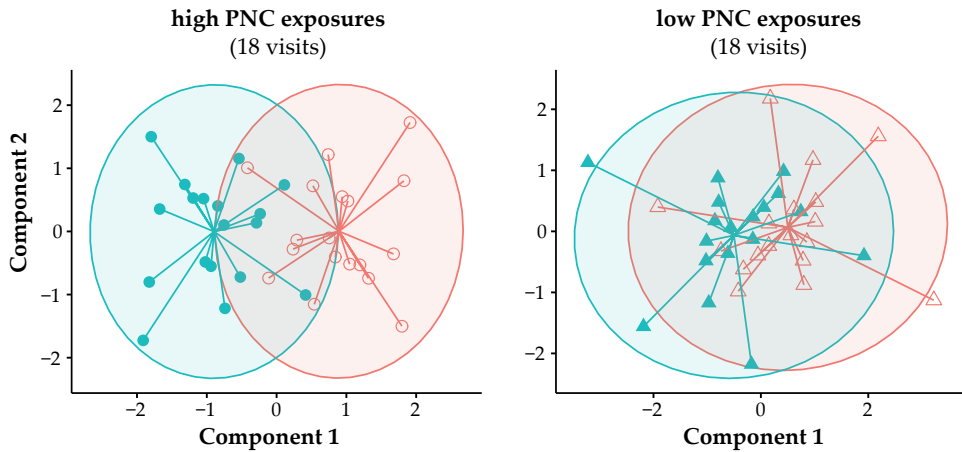 high PNC exposures
(18 visits)
Component 2
2
1
0
−1
−2
−2 −1 0 1 2
Component 1
low PNC exposures
(18 visits)
2
1
0
−1
−2
−2 0 2
Component 1